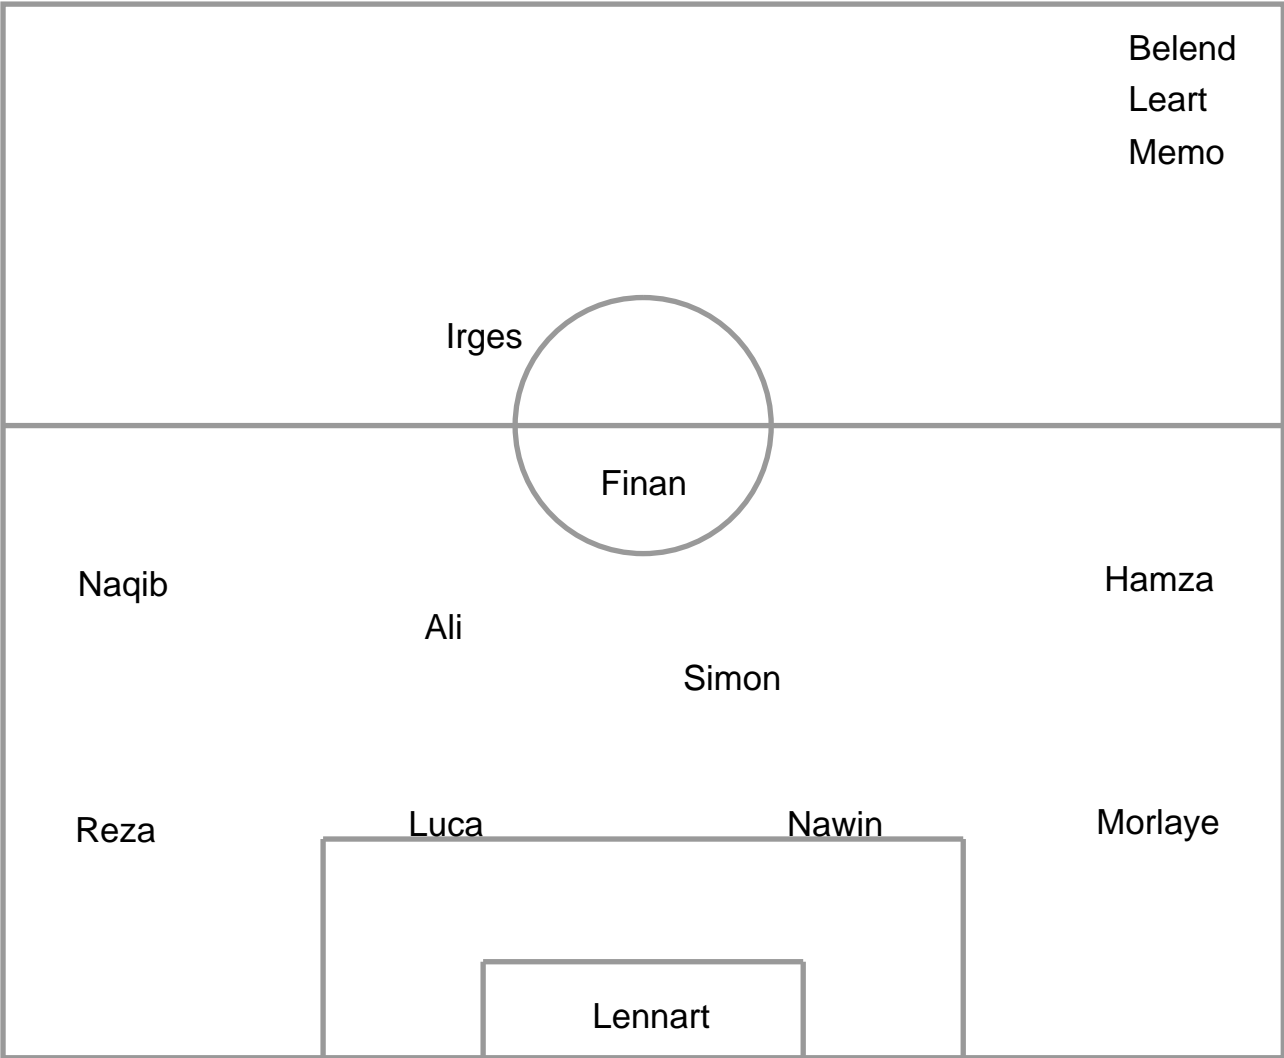 Belend
Leart
Memo
Irges
Finan
Naqib
Hamza
Ali
Simon
Reza
Luca
Nawin
Morlaye
Lennart